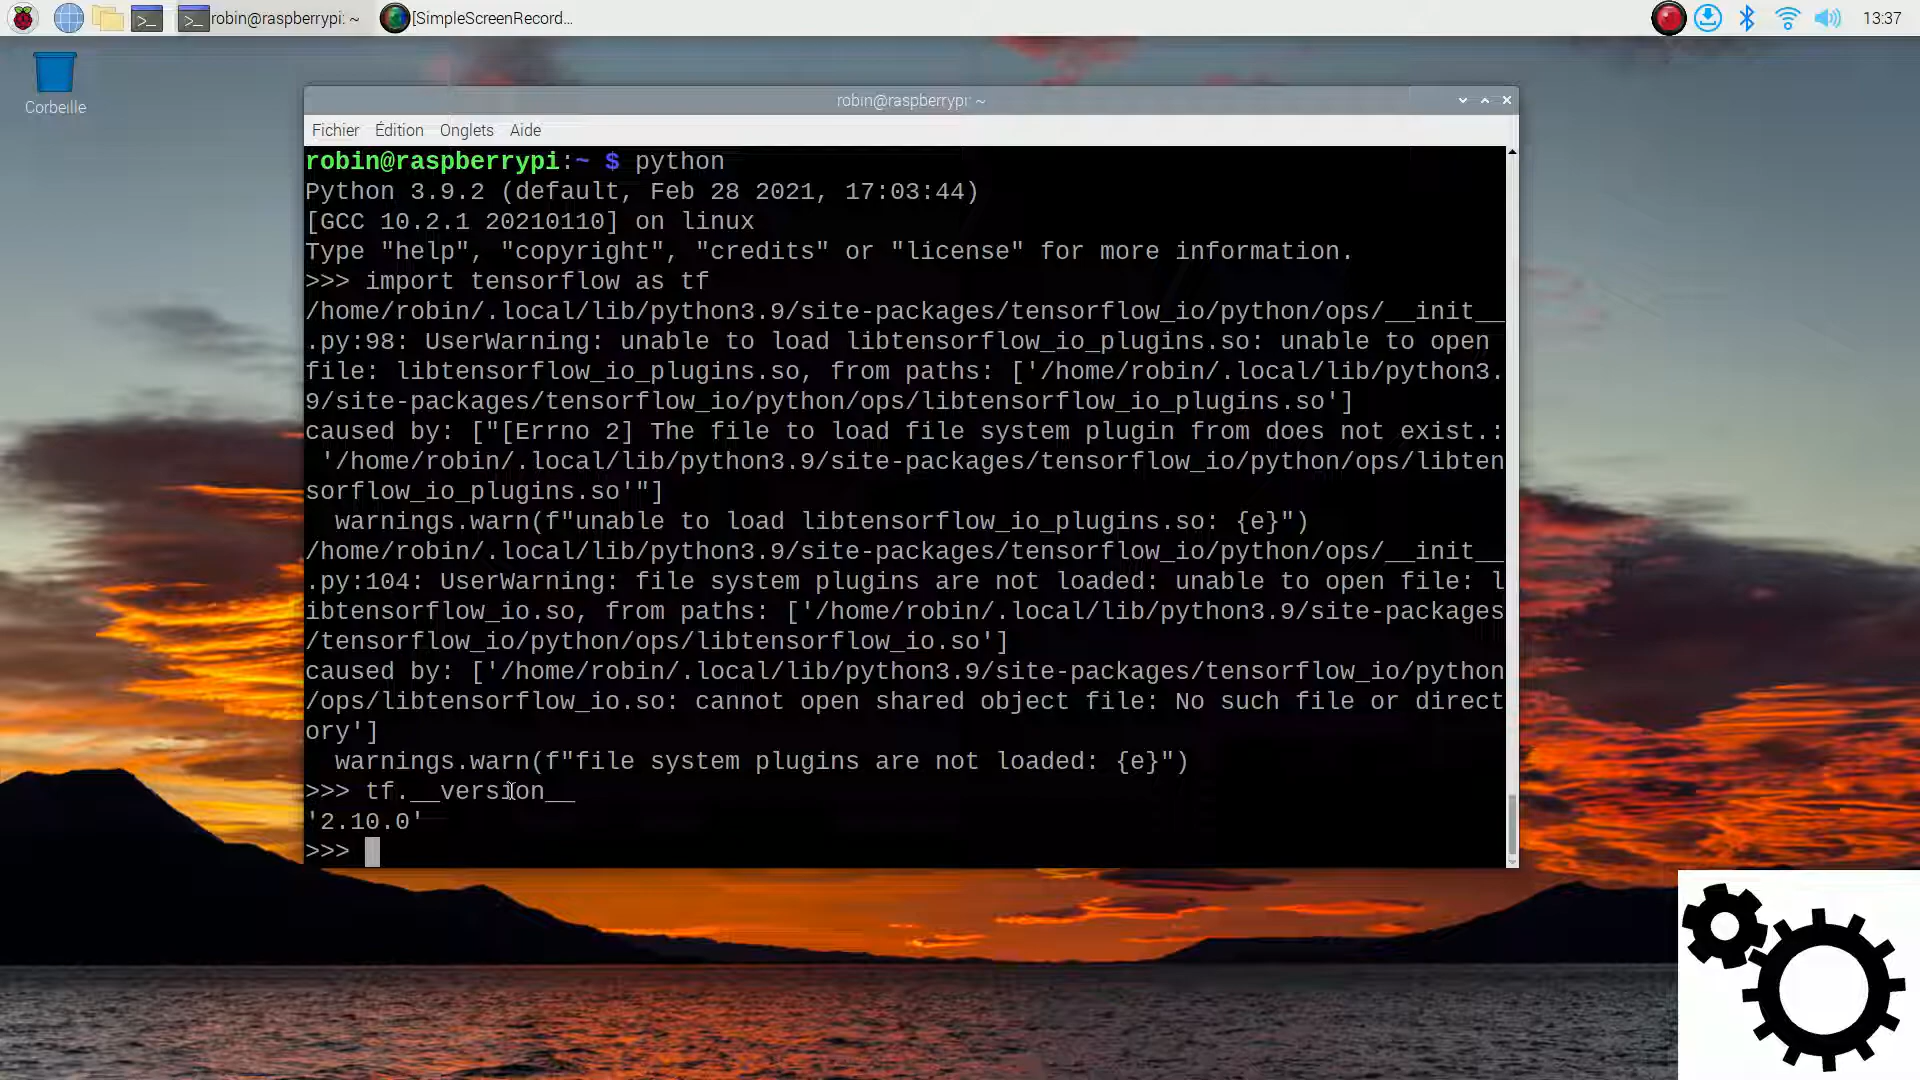 robin@raspberrypi: ~
[SimpleScreenRecord...
13:37
Corbeille
robin@raspberrypi: ~
Fichier Édition Onglets Aide
robin@raspberrypi:~ $ python
Python 3.9.2 (default, Feb 28 2021, 17:03:44)
[GCC 10.2.1 20210110] on linux
Type "help", "copyright", "credits" or "license" for more information.
>>> import tensorflow as tf
/home/robin/.local/lib/python3.9/site-packages/tensorflow_io/python/ops/__init__
.py:98: UserWarning: unable to load libtensorflow_io_plugins.so: unable to open
file: libtensorflow_io_plugins.so, from paths: ['/home/robin/.local/lib/python3.
9/site-packages/tensorflow_io/python/ops/libtensorflow_io_plugins.so']
caused by: ["[Errno 2] The file to load file system plugin from does not exist.:
 '/home/robin/.local/lib/python3.9/site-packages/tensorflow_io/python/ops/libten
sorflow_io_plugins.so'"]
  warnings.warn(f"unable to load libtensorflow_io_plugins.so: {e}")
/home/robin/.local/lib/python3.9/site-packages/tensorflow_io/python/ops/__init__
.py:104: UserWarning: file system plugins are not loaded: unable to open file: l
ibtensorflow_io.so, from paths: ['/home/robin/.local/lib/python3.9/site-packages
/tensorflow_io/python/ops/libtensorflow_io.so']
caused by: ['/home/robin/.local/lib/python3.9/site-packages/tensorflow_io/python
/ops/libtensorflow_io.so: cannot open shared object file: No such file or direct
ory']
  warnings.warn(f"file system plugins are not loaded: {e}")
>>> tf.__version__
'2.10.0'
>>>